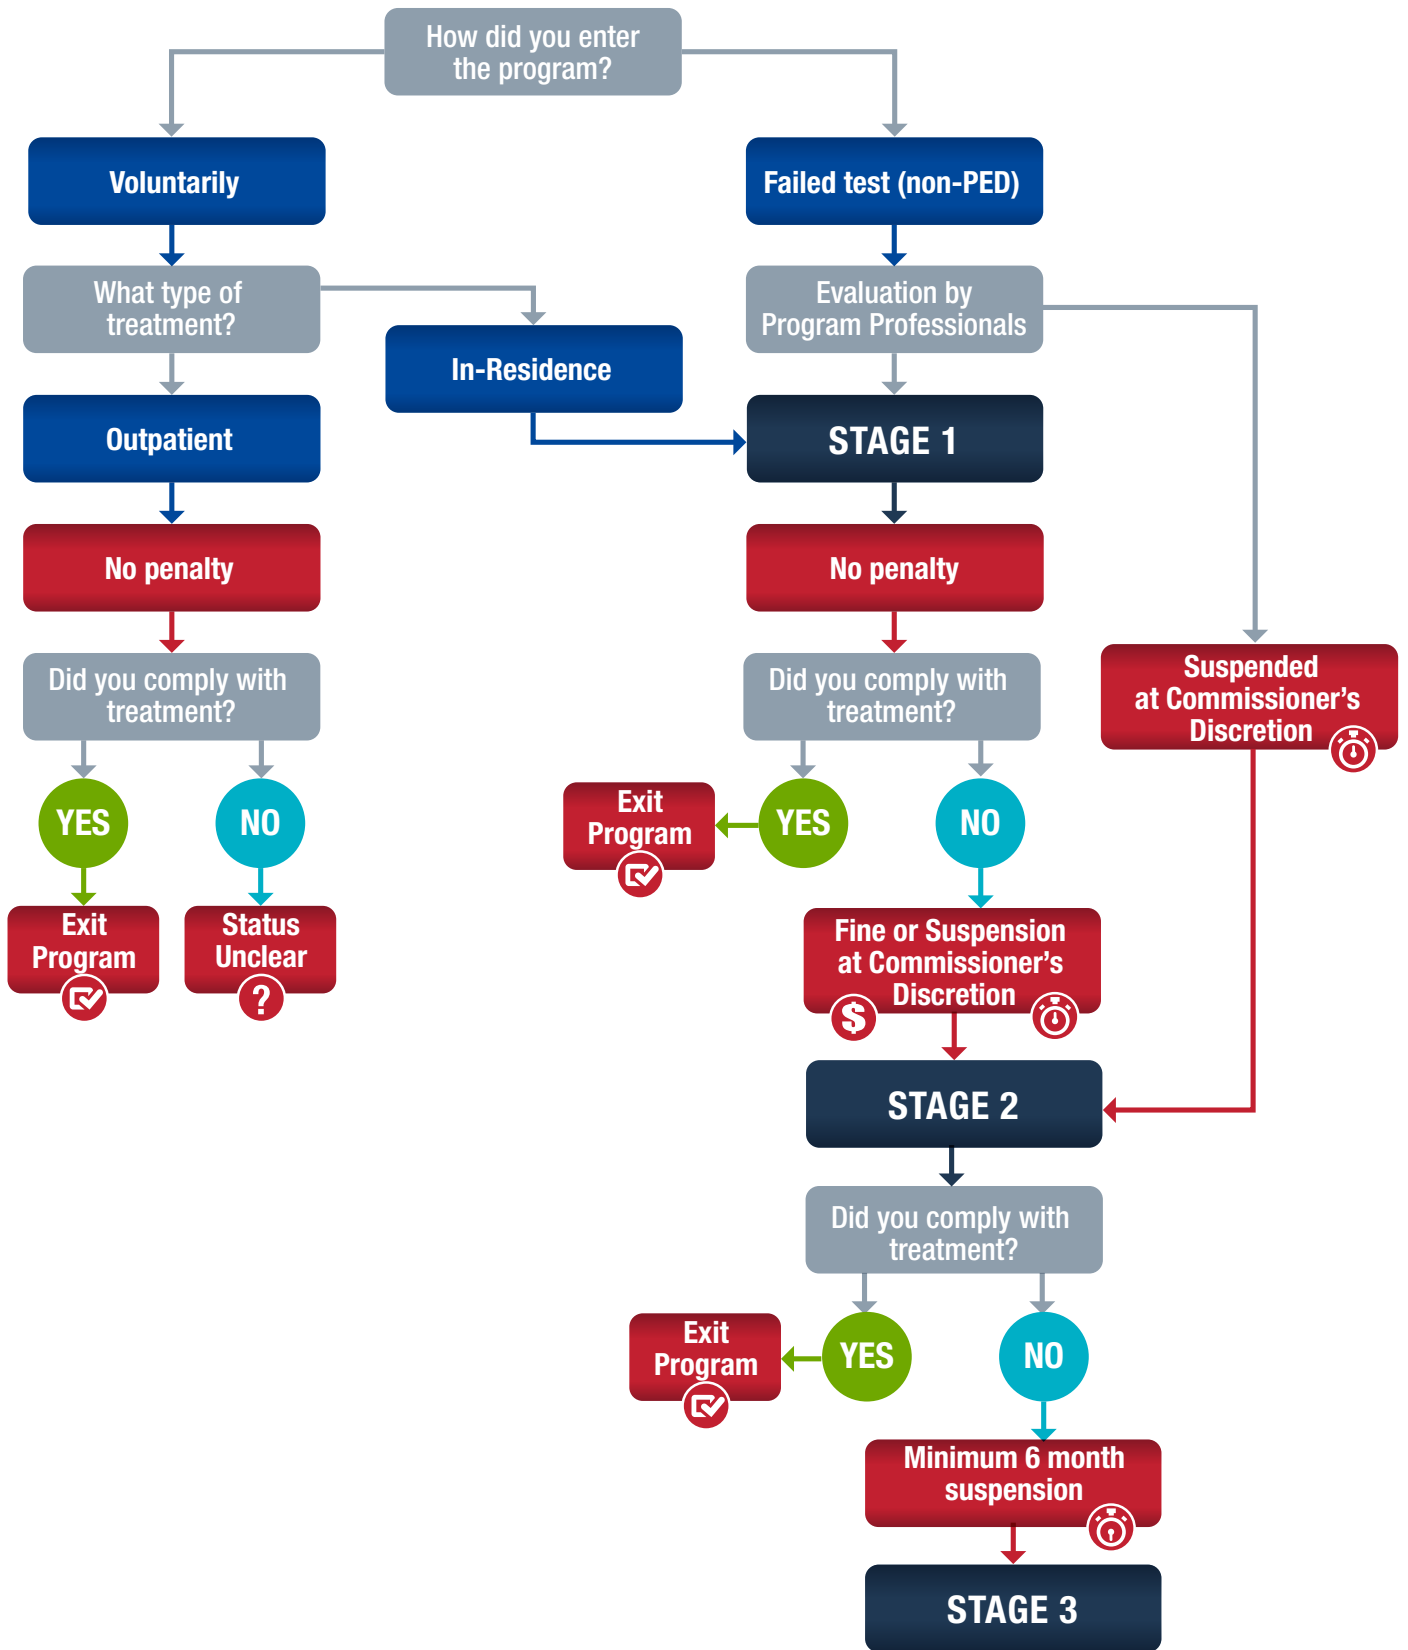 How did you enter
the program?
Voluntarily
Failed test (non-PED)
What type of
treatment?
Evaluation by
Program Professionals
In-Residence
Outpatient
STAGE 1
No penalty
No penalty
Did you comply with
treatment?
Did you comply with
treatment?
Suspended
at Commissioner's
Discretion
YES
NO
Exit
Program
YES
NO
Exit
Program
Status
Unclear
?
Fine or Suspension
at Commissioner's
Discretion
$
STAGE 2
Did you comply with
treatment?
Exit
Program
YES
NO
Minimum 6 month
suspension
STAGE 3